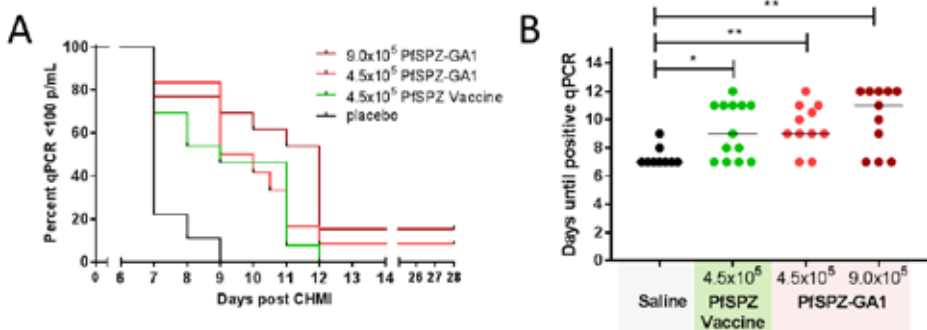 A
Percent qPCR <100 p/mL
100
80
60
40
20
0
0 6 7 8 9 10 11 12 13 14 26 27 28
Days post CHMI
9.0x10⁵ PfSPZ-GA1
4.5x10⁵ PfSPZ-GA1
4.5x10⁵ PfSPZ Vaccine
placebo
B
**
**
*
Days until positive qPCR
14
12
10
8
6
4
2
0
4.5x10⁵ 4.5x10⁵ 9.0x10⁵
Saline PfSPZ PfSPZ-GA1
Vaccine